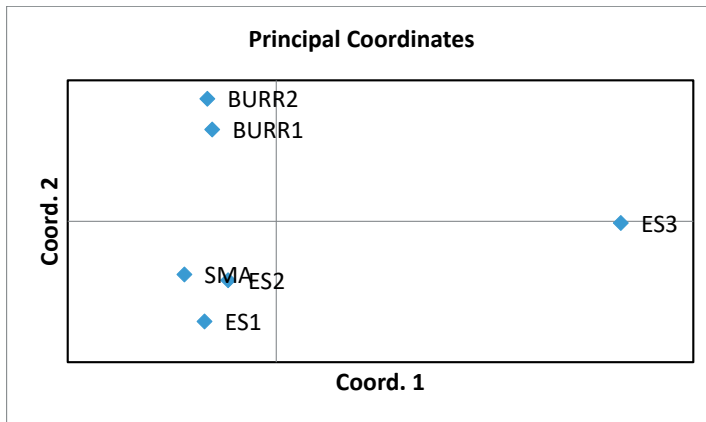 Principal Coordinates
BURR2
BURR1
Coord. 2
ES3
SMA
ES2
ES1
Coord. 1